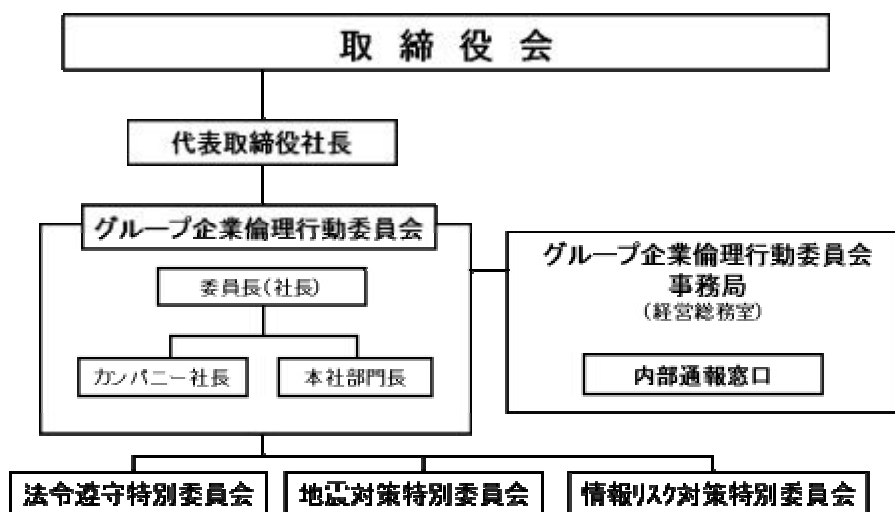 取締役会
代表取締役社長
グループ企業倫理行動委員会
委員長(社長)
カンパニー社長
本社部門長
グループ企業倫理行動委員会
事務局
(経営総務室)
内部通報窓口
法令遵守特別委員会
地震対策特別委員会
情報リスク対策特別委員会